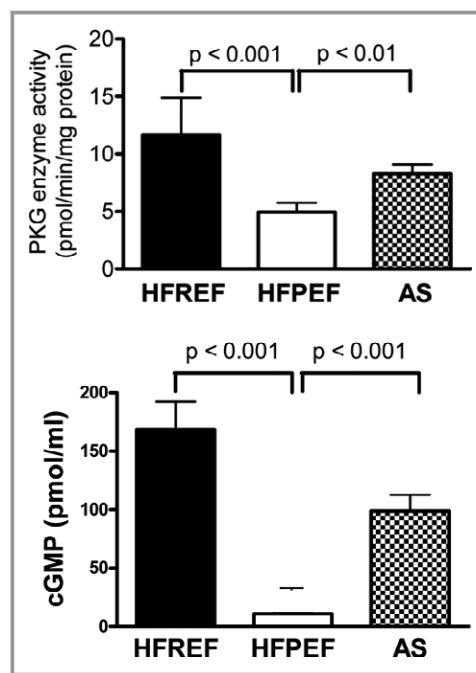 20
p < 0.001 p < 0.01
15
10
5
0
PKG enzyme activity
(pmol/min/mg protein)
HFREF HFPEF AS
p < 0.001 p < 0.001
200
150
100
50
0
cGMP (pmol/ml)
HFREF HFPEF AS